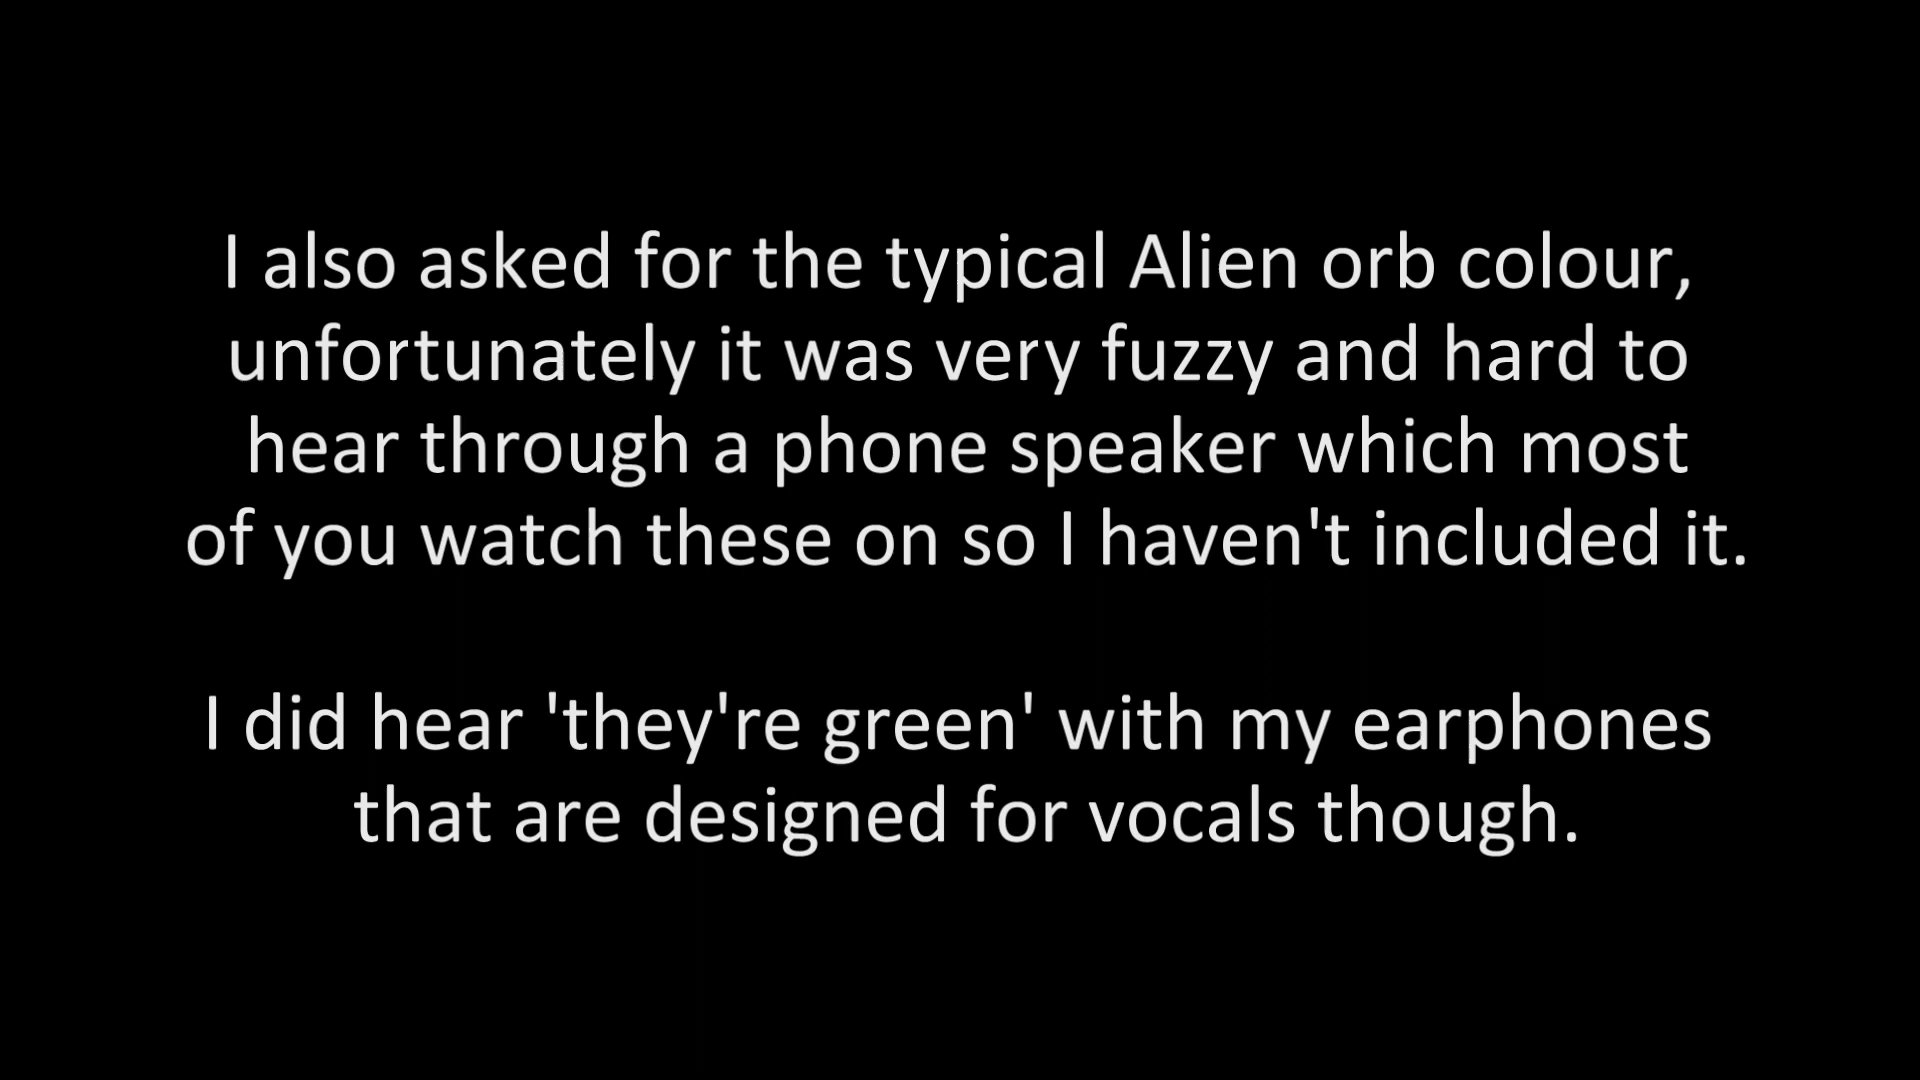 I also asked for the typical Alien orb colour,
unfortunately it was very fuzzy and hard to
hear through a phone speaker which most
of you watch these on so I haven't included it.
I did hear 'they're green' with my earphones
that are designed for vocals though.